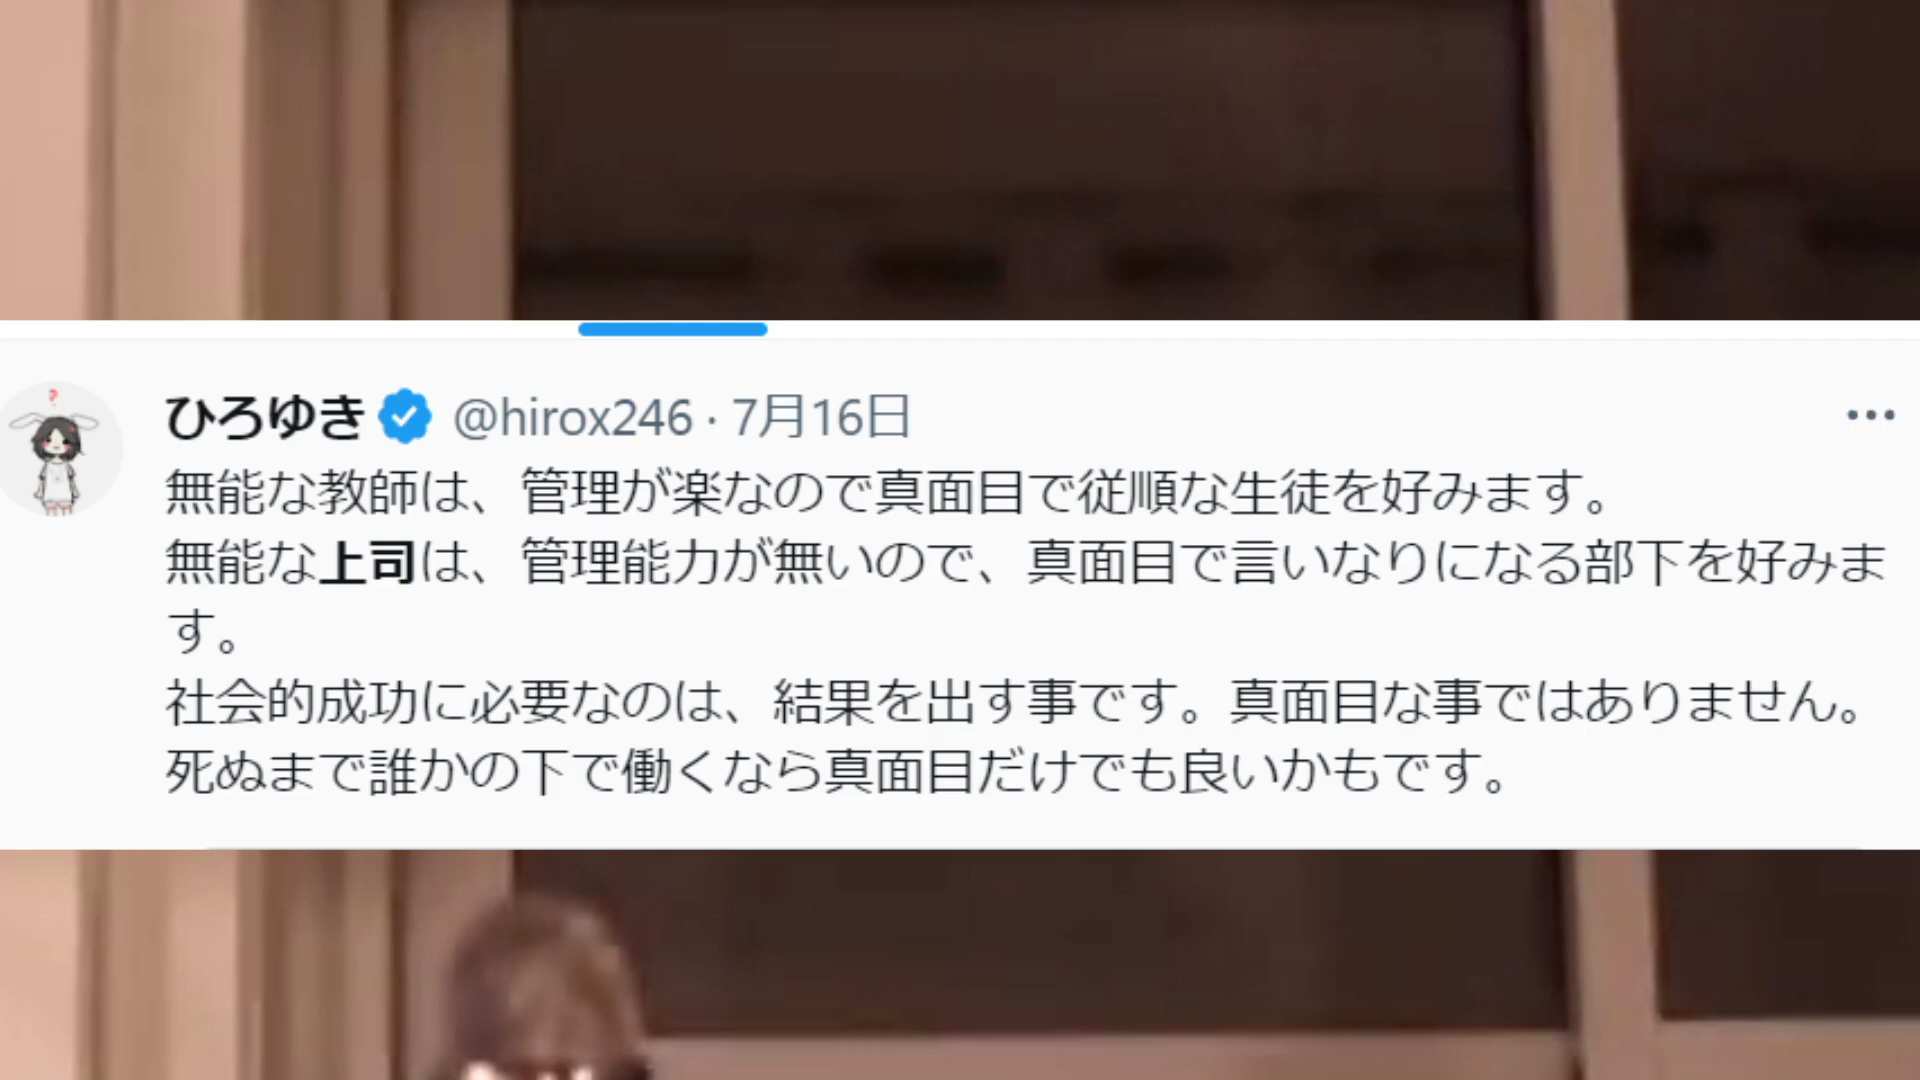 ひろゆき @hirox246 · 7月16日
無能な教師は、管理が楽なので真面目で従順な生徒を好みます。
無能な上司は、管理能力が無いので、真面目で言いなりになる部下を好みま
す。
社会的成功に必要なのは、結果を出す事です。真面目な事ではありません。
死ぬまで誰かの下で働くなら真面目だけでも良いかもです。